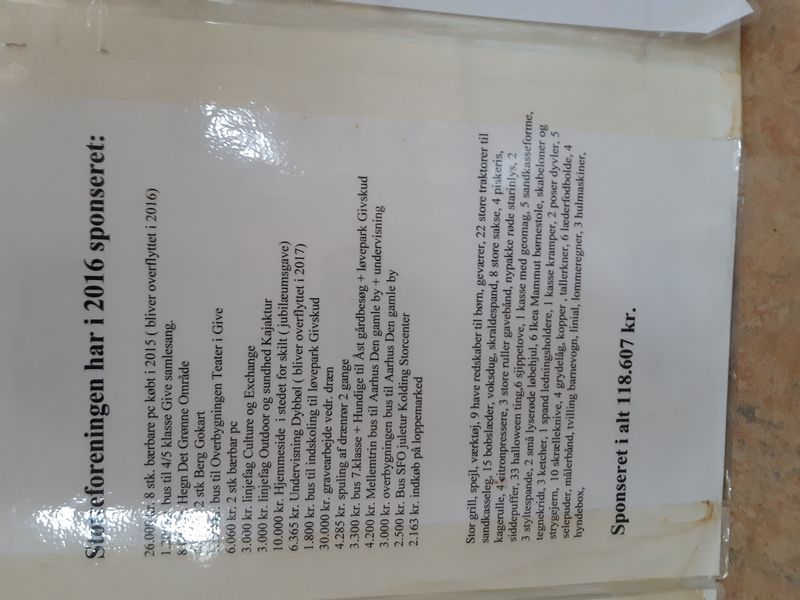 Støtteforeningen har i 2016 sponseret:
26.000 kr. 8 stk. bærbare pc købt i 2015 ( bliver overflyttet i 2016)
bus til 4/5 klasse Give samlesang.
Hegn Det Grønne Område
2 stk Berg Gokart
bus til Overbygningen Teater i Give
6.060 kr. 2 stk bærbar pc
3.000 kr. linjefag Culture og Exchange
3.000 kr. linjefag Outdoor og sundhed Kajaktur
10.000 kr. Hjemmeside i stedet for skilt ( jubilæumsgave)
6.365 kr. Undervisning Dybbøl ( bliver overflyttet i 2017)
1.800 kr. bus til indskoling til løvepark Givskud
30.000 kr. gravearbejde vedr. dræn
4.285 kr. spuling af drænrør 2 gange
3.300 kr. bus 7.klasse + Hundige til Åst gårdbesøg + løvepark Givskud
4.200 kr. Mellemtrin bus til Aarhus Den gamle by + undervisning
3.000 kr. overbygningen bus til Aarhus Den gamle by
2.500 kr. Bus SFO juletur Kolding Storcenter
2.163 kr. indkøb på loppemarked
Stor grill, spejl, værktøj, 9 have redskaber til børn, geværer, 22 store traktorer til
sandkasseleg, 15 bobslæder, voksdug, skraldespand, 8 store sakse, 4 piskeris,
kagerulle, 4 citronpressere, 3 store ruller gavebånd, nypakke røde starinlys, 2
siddepuffer, 33 halloween ting,6 sjippetove, 1 kasse med geomag, 5 sandkasseforme,
3 styltespande, 2 små lyserøde løbehjul, 6 Ikea Mammut børnestole, skabeloner og
tegnekridt, 3 ketcher, 1 spand ledningsholdere, 1 kasse kramper, 2 poser dyvler, 5
strygejern, 10 skrælleknive, 4 grydelåg, kopper , tallerkner, 6 læderfodbolde, 4
selepuder, målerbånd, tvilling barnevogn, linial, lommeregner, 3 hulmaskiner,
hyndebox,
Sponseret i alt 118.607 kr.